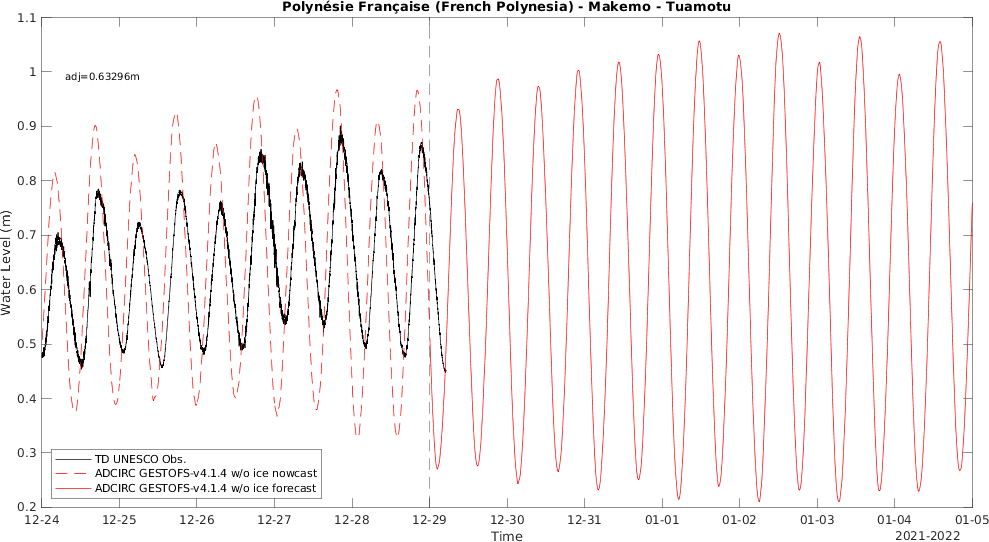 Polynésie Française (French Polynesia) - Makemo - Tuamotu
1.1
1
0.9
0.8
0.7
0.6
0.5
0.4
0.3
0.2
Water Level (m)
adj=0.63296m
TD UNESCO Obs.
ADCIRC GESTOFS-v4.1.4 w/o ice nowcast
ADCIRC GESTOFS-v4.1.4 w/o ice forecast
12-24 12-25 12-26 12-27 12-28 12-29 12-30 12-31 01-01 01-02 01-03 01-04 01-05
Time
2021-2022